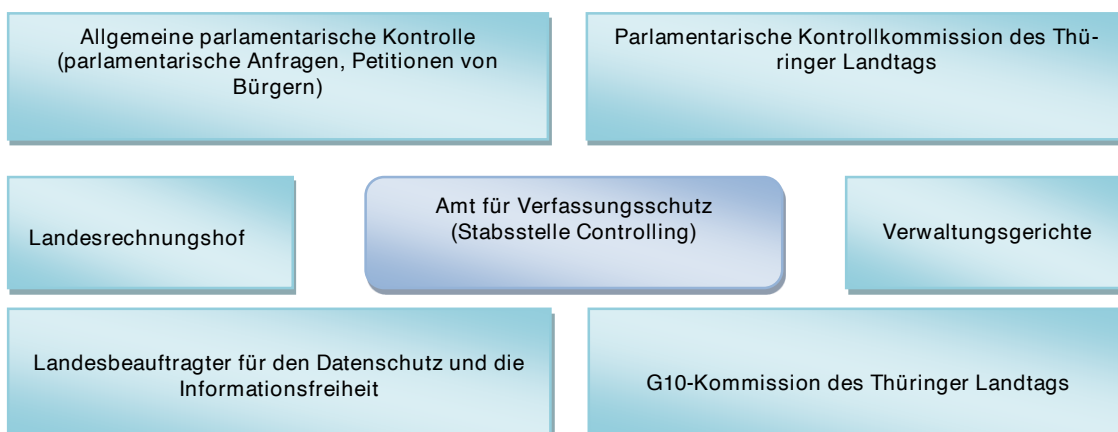 Allgemeine parlamentarische Kontrolle
(parlamentarische Anfragen, Petitionen von
Bürgern)
Parlamentarische Kontrollkommission des Thü-
ringer Landtags
Landesrechnungshof
Amt für Verfassungsschutz
(Stabsstelle Controlling)
Verwaltungsgerichte
Landesbeauftragter für den Datenschutz und die
Informationsfreiheit
G10-Kommission des Thüringer Landtags